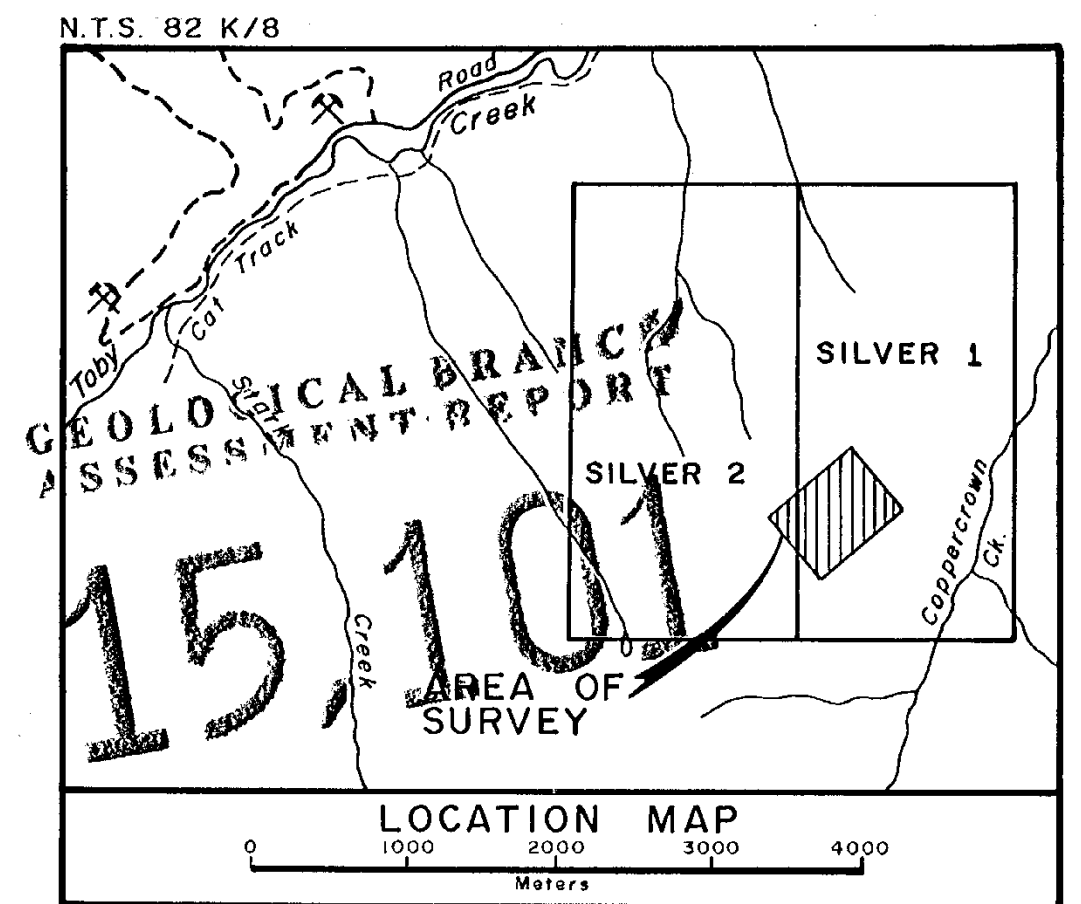 N.T.S. 82 K/8
Road
Creek
Track
Cat
Toby
Stark
GEOLOGICAL BRANCH
ASSESSMENT REPORT
SILVER 1
SILVER 2
15,101
Coppercrown
Ck.
Creek
AREA OF
SURVEY
LOCATION MAP
0 1000 2000 3000 4000
Meters